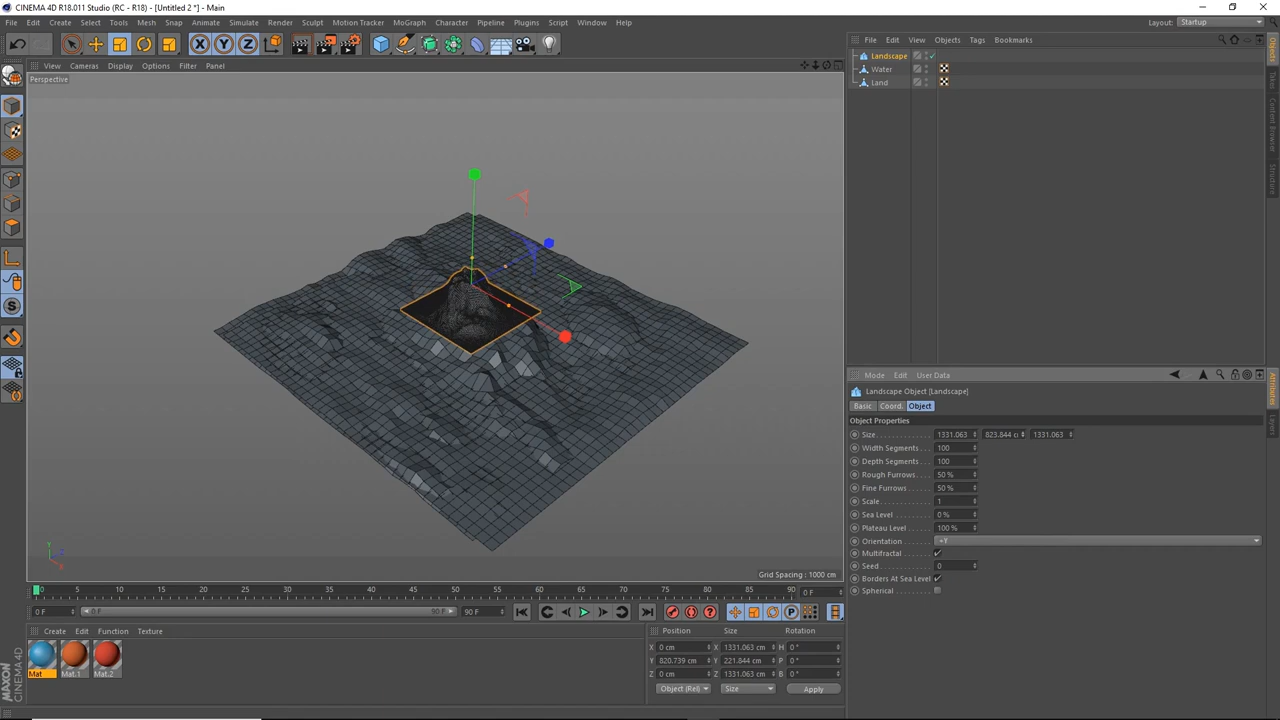 CINEMA 4D R18.011 Studio (RC - R18) - [Untitled 2 *] - Main
File Edit Create Select Tools Mesh Snap Animate Simulate Render Sculpt Motion Tracker MoGraph Character Pipeline Plugins Script Window Help
Layout: Startup
X Y Z
File Edit View Objects Tags Bookmarks
View Cameras Display Options Filter Panel
Perspective
Landscape
Water
Land
Objects
Takes
Content Browser
Structure
Mode Edit User Data
Landscape Object [Landscape]
Basic Coord. Object
Object Properties
Size 1331.063 823.844 c 1331.063
Width Segments 100
Depth Segments 100
Rough Furrows 50 %
Fine Furrows 50 %
Scale 1
Sea Level 0 %
Plateau Level 100 %
Orientation +Y
Multifractal
Seed 0
Borders At Sea Level
Spherical
Attributes
Layers
Y
Z
X
Grid Spacing : 1000 cm
0 5 10 15 20 25 30 35 40 45 50 55 60 65 70 75 80 85 90 0 F
0 F 0 F 90 F 90 F
P
Create Edit Function Texture
Mat Mat.1 Mat.2
Position Size Rotation
X 0 cm X 1331.063 cm H 0 °
Y 820.739 cm Y 221.844 cm P 0 °
Z 0 cm Z 1331.063 cm B 0 °
Object (Rel) Size Apply
MAXON
CINEMA 4D